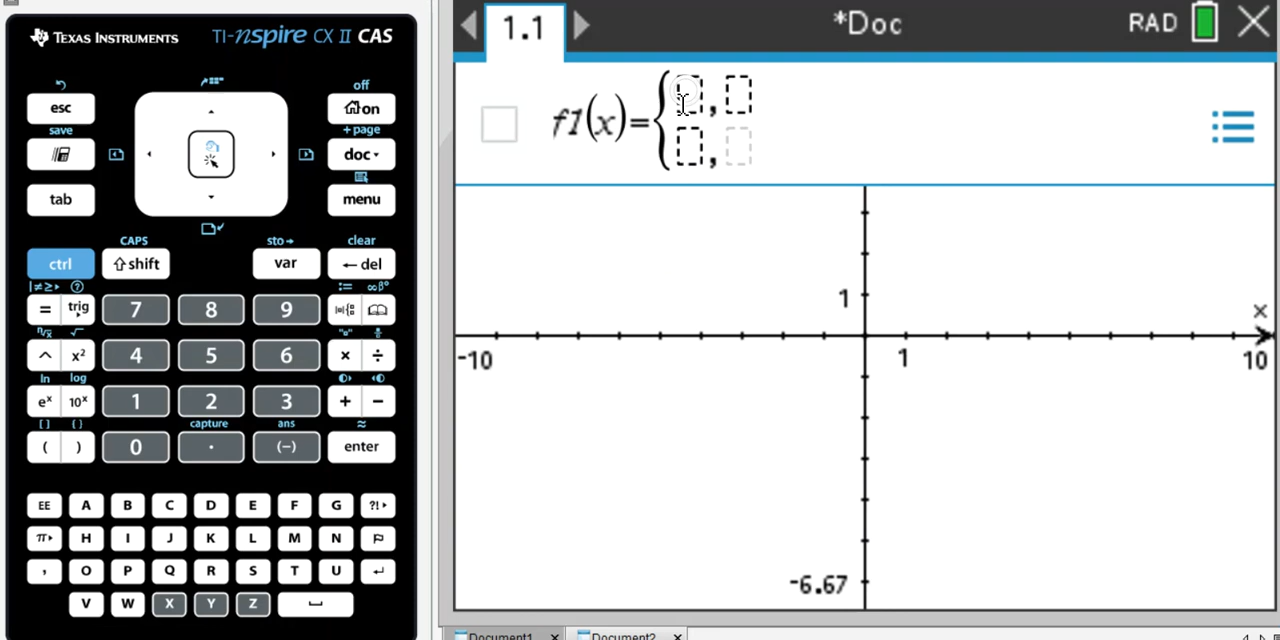 TEXAS INSTRUMENTS TI-nspire CX II CAS
off
esc
on
save
+ page
doc
tab
menu
CAPS
sto→
clear
ctrl
⇧shift
var
←del
|≠≥▸
:=
∞β°
=
trig
7
8
9
ⁿ√x
√
"□"
^
x²
4
5
6
×
÷
ln
log
eˣ
10ˣ
1
2
3
+
−
[ ]
{ }
capture
ans
≈
(
)
0
.
(−)
enter
EE
A
B
C
D
E
F
G
?!▸
π▸
H
I
J
K
L
M
N
,
O
P
Q
R
S
T
U
V
W
X
Y
Z
1.1
*Doc
RAD
f1(x)={ ,
,
1
x
-10
1
10
-6.67
Document1 ×
Document2 ×